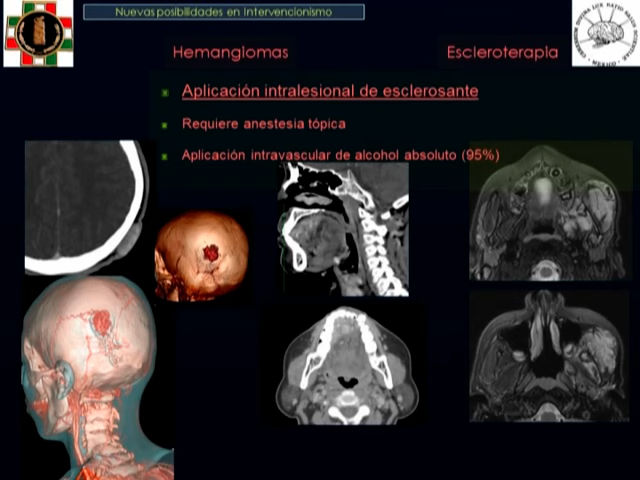 Nuevas posibilidades en Intervencionismo
Hemangiomas
Escleroterapia
Aplicación intralesional de esclerosante
Requiere anestesia tópica
Aplicación intravascular de alcohol absoluto (95%)